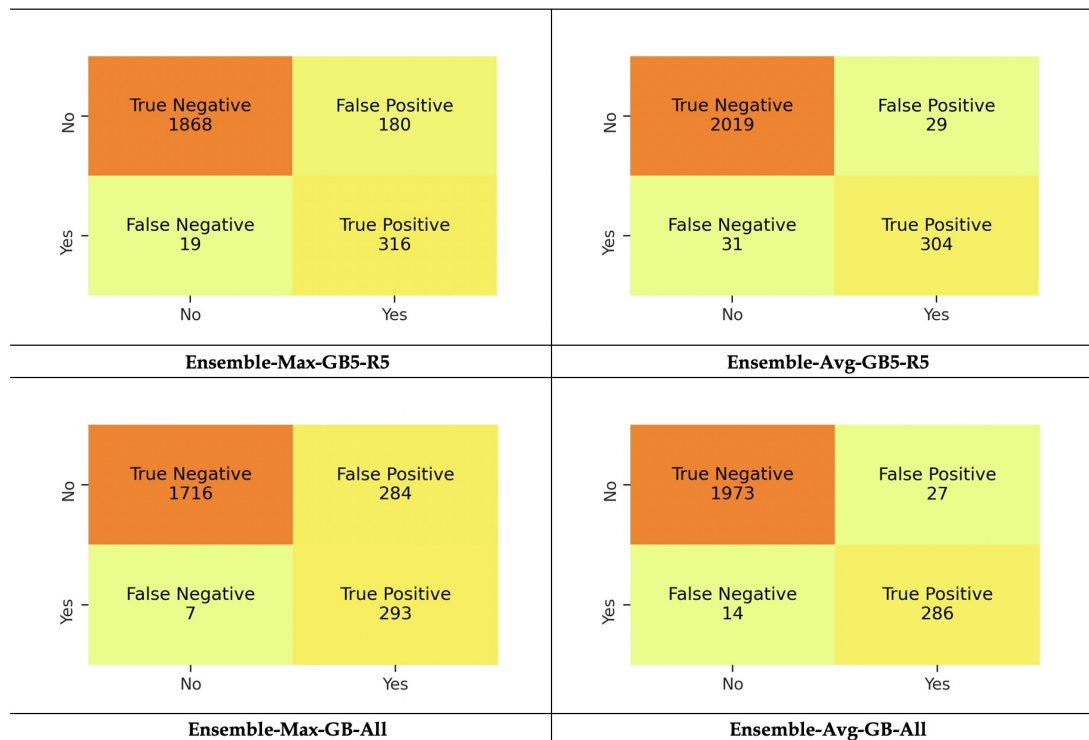 No
True Negative
1868
False Positive
180
Yes
False Negative
19
True Positive
316
No
Yes
Ensemble-Max-GB5-R5
No
True Negative
2019
False Positive
29
Yes
False Negative
31
True Positive
304
No
Yes
Ensemble-Avg-GB5-R5
No
True Negative
1716
False Positive
284
Yes
False Negative
7
True Positive
293
No
Yes
Ensemble-Max-GB-All
No
True Negative
1973
False Positive
27
Yes
False Negative
14
True Positive
286
No
Yes
Ensemble-Avg-GB-All